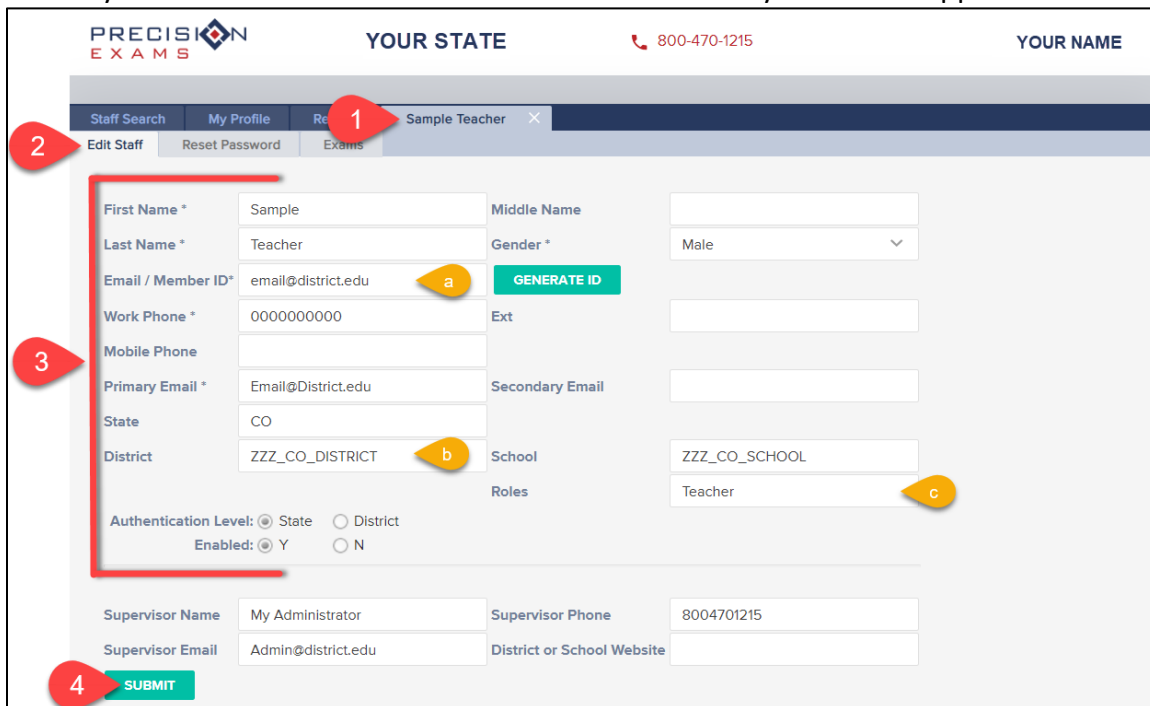 PRECISION
EXAMS
YOUR STATE
800-470-1215
YOUR NAME
Staff Search My Profile Re 1 Sample Teacher ×
2 Edit Staff Reset Password Exams
First Name * Sample Middle Name
Last Name * Teacher Gender * Male
Email / Member ID* email@district.edu a GENERATE ID
Work Phone * 0000000000 Ext
3 Mobile Phone
Primary Email * Email@District.edu Secondary Email
State CO
District ZZZ_CO_DISTRICT b School ZZZ_CO_SCHOOL
Roles Teacher c
Authentication Level: State District
Enabled: Y N
Supervisor Name My Administrator Supervisor Phone 8004701215
Supervisor Email Admin@district.edu District or School Website
4 SUBMIT